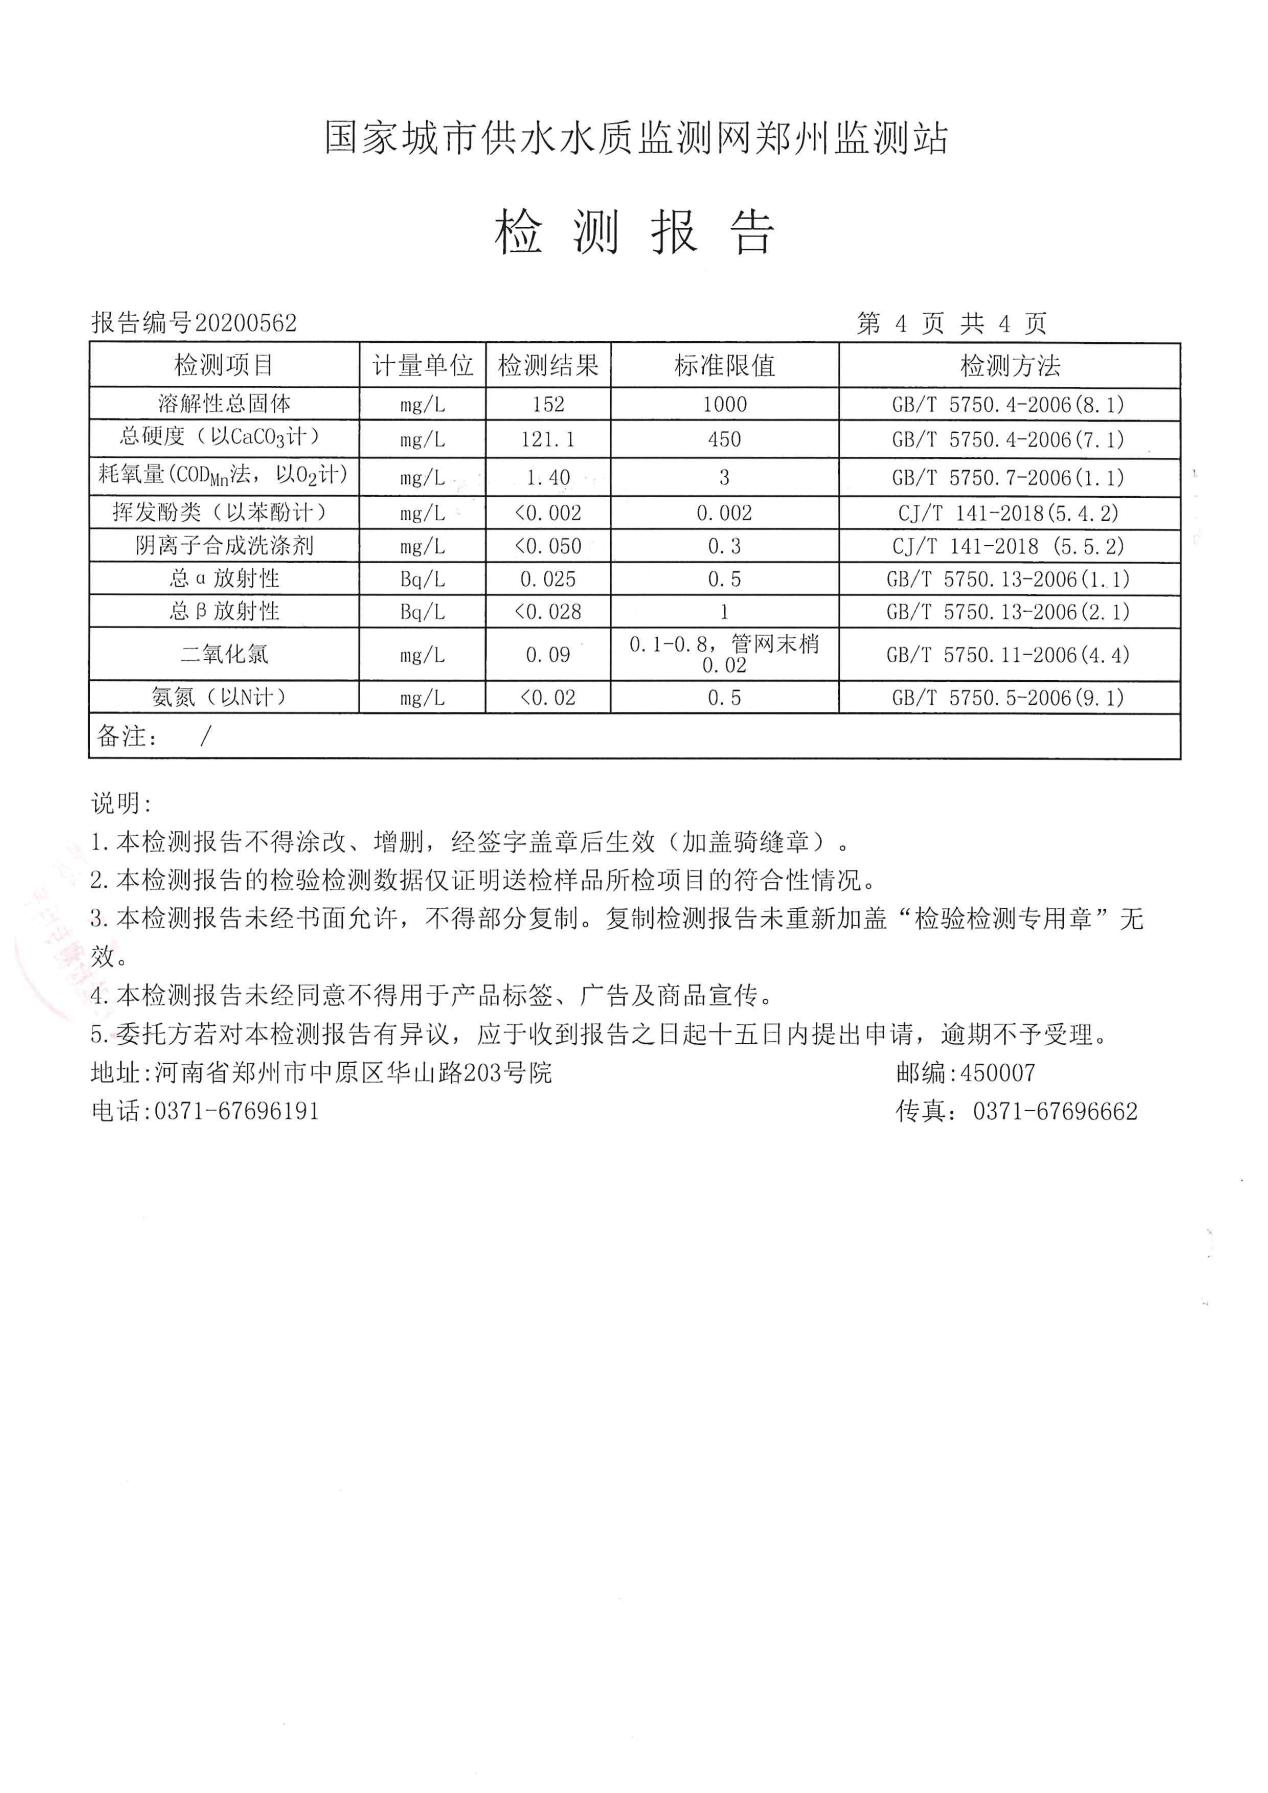 国家城市供水水质监测网郑州监测站
检 测 报 告
报告编号20200562 第 4 页 共 4 页
检测项目 计量单位 检测结果 标准限值 检测方法
溶解性总固体 mg/L 152 1000 GB/T 5750.4-2006(8.1)
总硬度（以CaCO3计） mg/L 121.1 450 GB/T 5750.4-2006(7.1)
耗氧量(CODMn法，以O2计) mg/L 1.40 3 GB/T 5750.7-2006(1.1)
挥发酚类（以苯酚计） mg/L <0.002 0.002 CJ/T 141-2018(5.4.2)
阴离子合成洗涤剂 mg/L <0.050 0.3 CJ/T 141-2018 (5.5.2)
总α放射性 Bq/L 0.025 0.5 GB/T 5750.13-2006(1.1)
总β放射性 Bq/L <0.028 1 GB/T 5750.13-2006(2.1)
二氧化氯 mg/L 0.09 0.1-0.8，管网末梢 GB/T 5750.11-2006(4.4)
0.02
氨氮（以N计） mg/L <0.02 0.5 GB/T 5750.5-2006(9.1)
备注： /
说明:
1.本检测报告不得涂改、增删，经签字盖章后生效（加盖骑缝章）。
2.本检测报告的检验检测数据仅证明送检样品所检项目的符合性情况。
3.本检测报告未经书面允许，不得部分复制。复制检测报告未重新加盖“检验检测专用章”无
效。
4.本检测报告未经同意不得用于产品标签、广告及商品宣传。
5.委托方若对本检测报告有异议，应于收到报告之日起十五日内提出申请，逾期不予受理。
地址:河南省郑州市中原区华山路203号院 邮编:450007
电话:0371-67696191 传真：0371-67696662